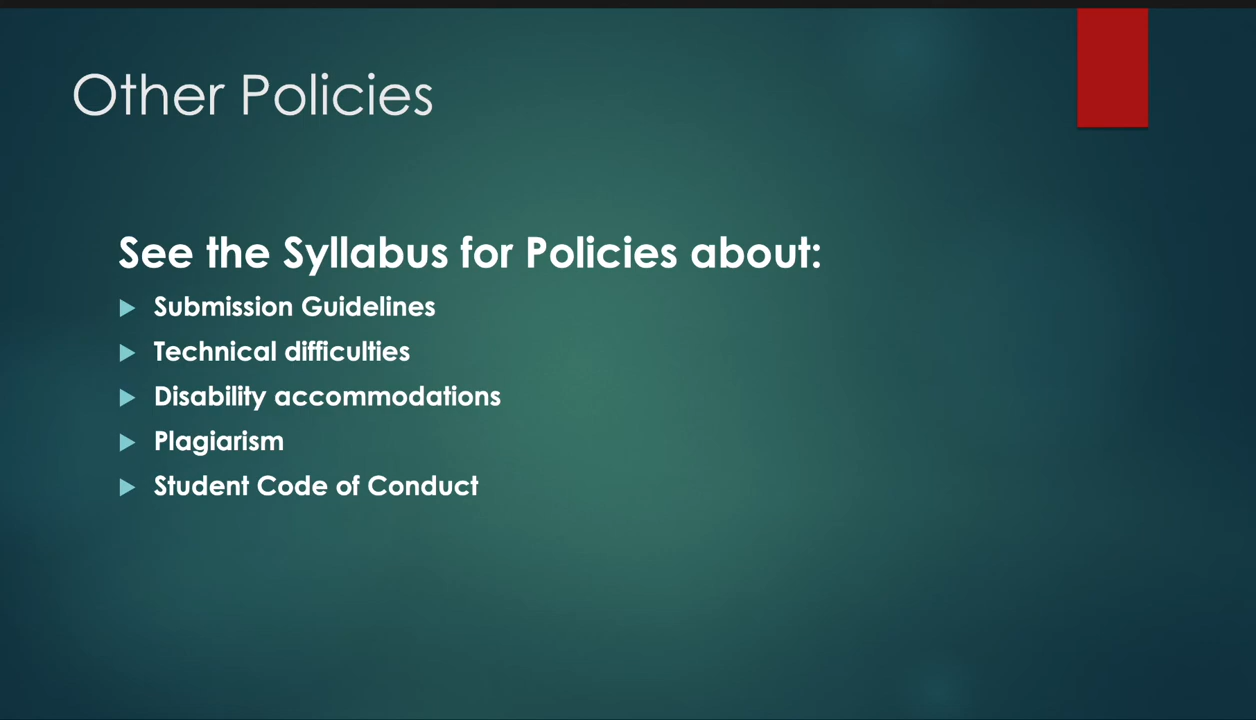 Other Policies
See the Syllabus for Policies about:
Submission Guidelines
Technical difficulties
Disability accommodations
Plagiarism
Student Code of Conduct